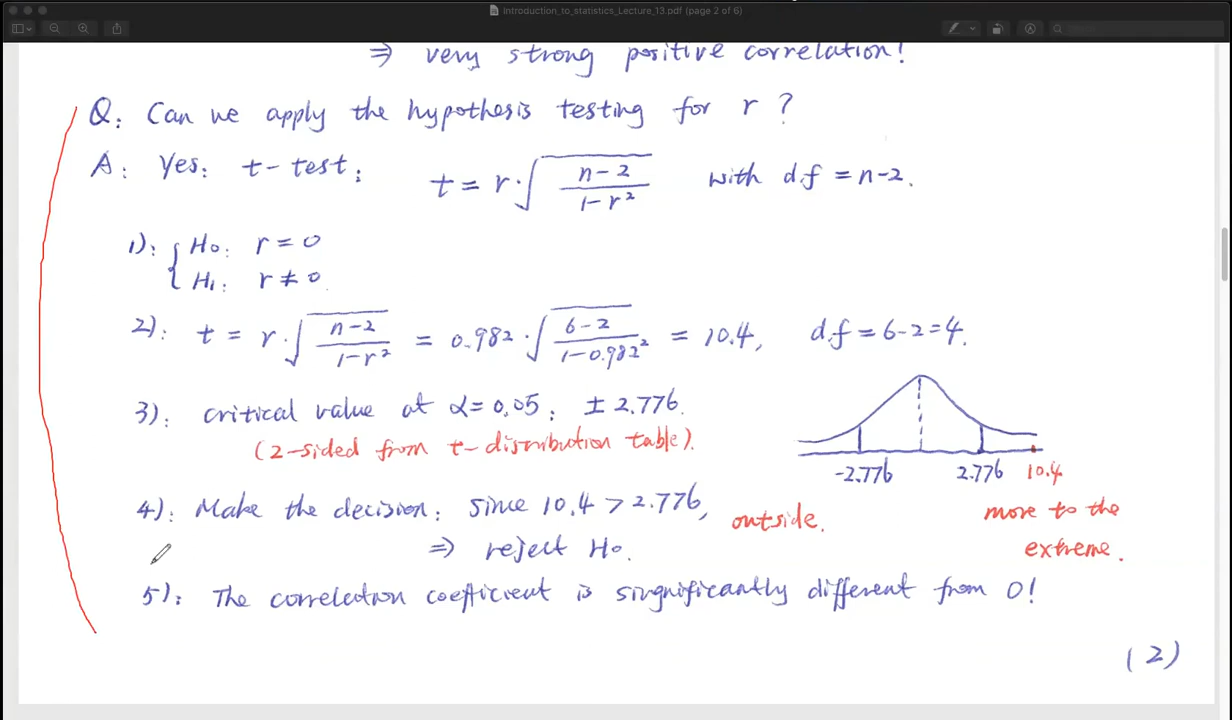 Introduction_to_statistics_Lecture_13.pdf (page 2 of 6)
⇒ very strong positive correlation!
Q: Can we apply the hypothesis testing for r ?
A: Yes: t-test: t = r·√((n-2)/(1-r²)) with d.f = n-2.
1): { H₀: r = 0
H₁: r ≠ 0
2): t = r·√((n-2)/(1-r²)) = 0.982·√((6-2)/(1-0.982²)) = 10.4, d.f = 6-2=4.
3): critical value at α=0.05: ± 2.776.
(2-sided from t-distribution table).
-2.776 2.776 10.4
4): Make the decision: since 10.4 > 2.776, outside.
more to the
extreme.
⇒ reject H₀.
5): The correlection coefficient is singnificantly different from 0!
(2)